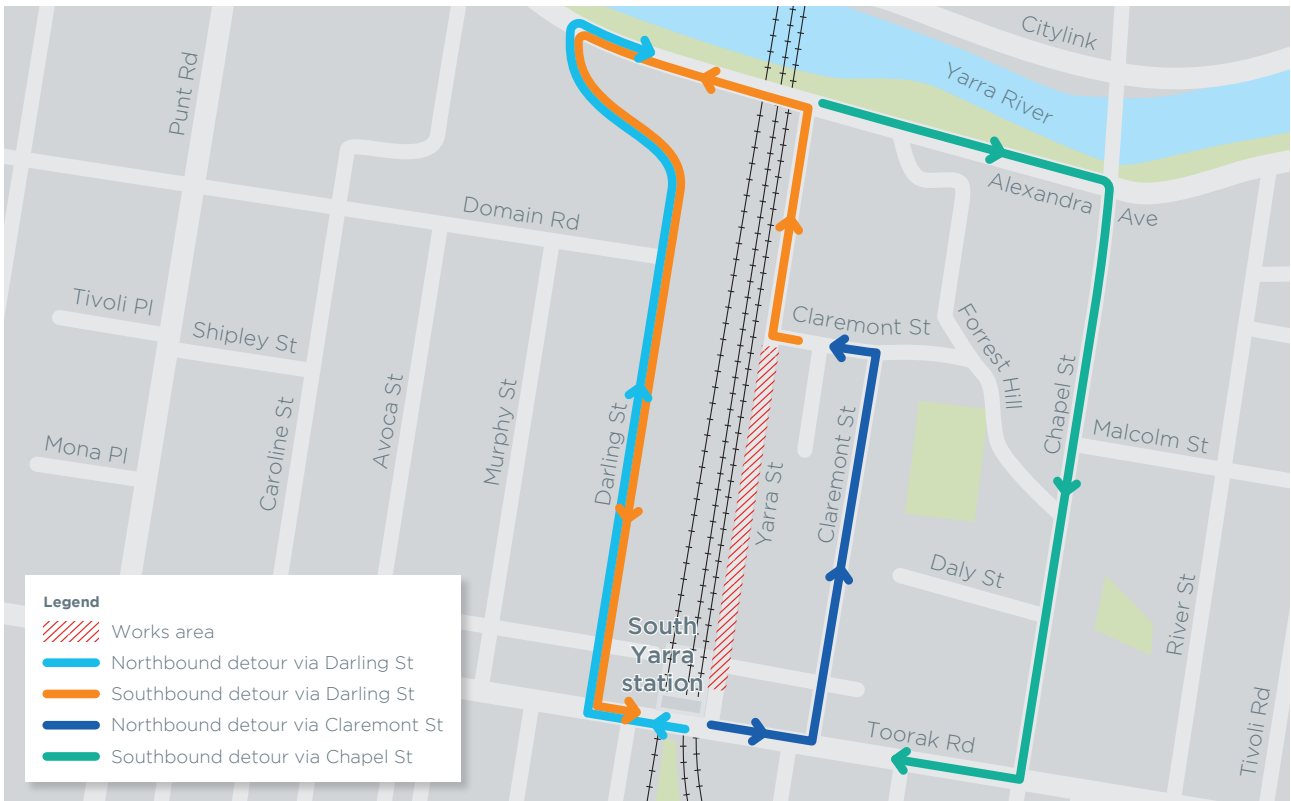 Citylink
Yarra River
Punt Rd
Alexandra
Ave
Domain Rd
Tivoli Pl
Shipley St
Claremont St
Forrest Hill
Chapel St
Malcolm St
Mona Pl
Caroline St
Avoca St
Murphy St
Darling St
Yarra St
Claremont St
Daly St
River St
Tivoli Rd
Toorak Rd
South
Yarra
station
Legend
Works area
Northbound detour via Darling St
Southbound detour via Darling St
Northbound detour via Claremont St
Southbound detour via Chapel St